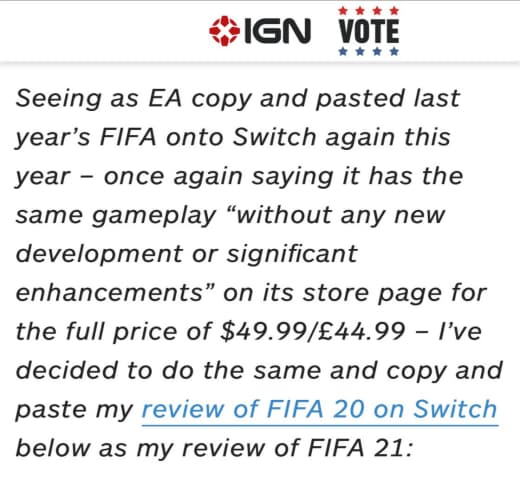 IGN VOTE
Seeing as EA copy and pasted last
year’s FIFA onto Switch again this
year – once again saying it has the
same gameplay “without any new
development or significant
enhancements” on its store page for
the full price of $49.99/£44.99 – I’ve
decided to do the same and copy and
paste my review of FIFA 20 on Switch
below as my review of FIFA 21: